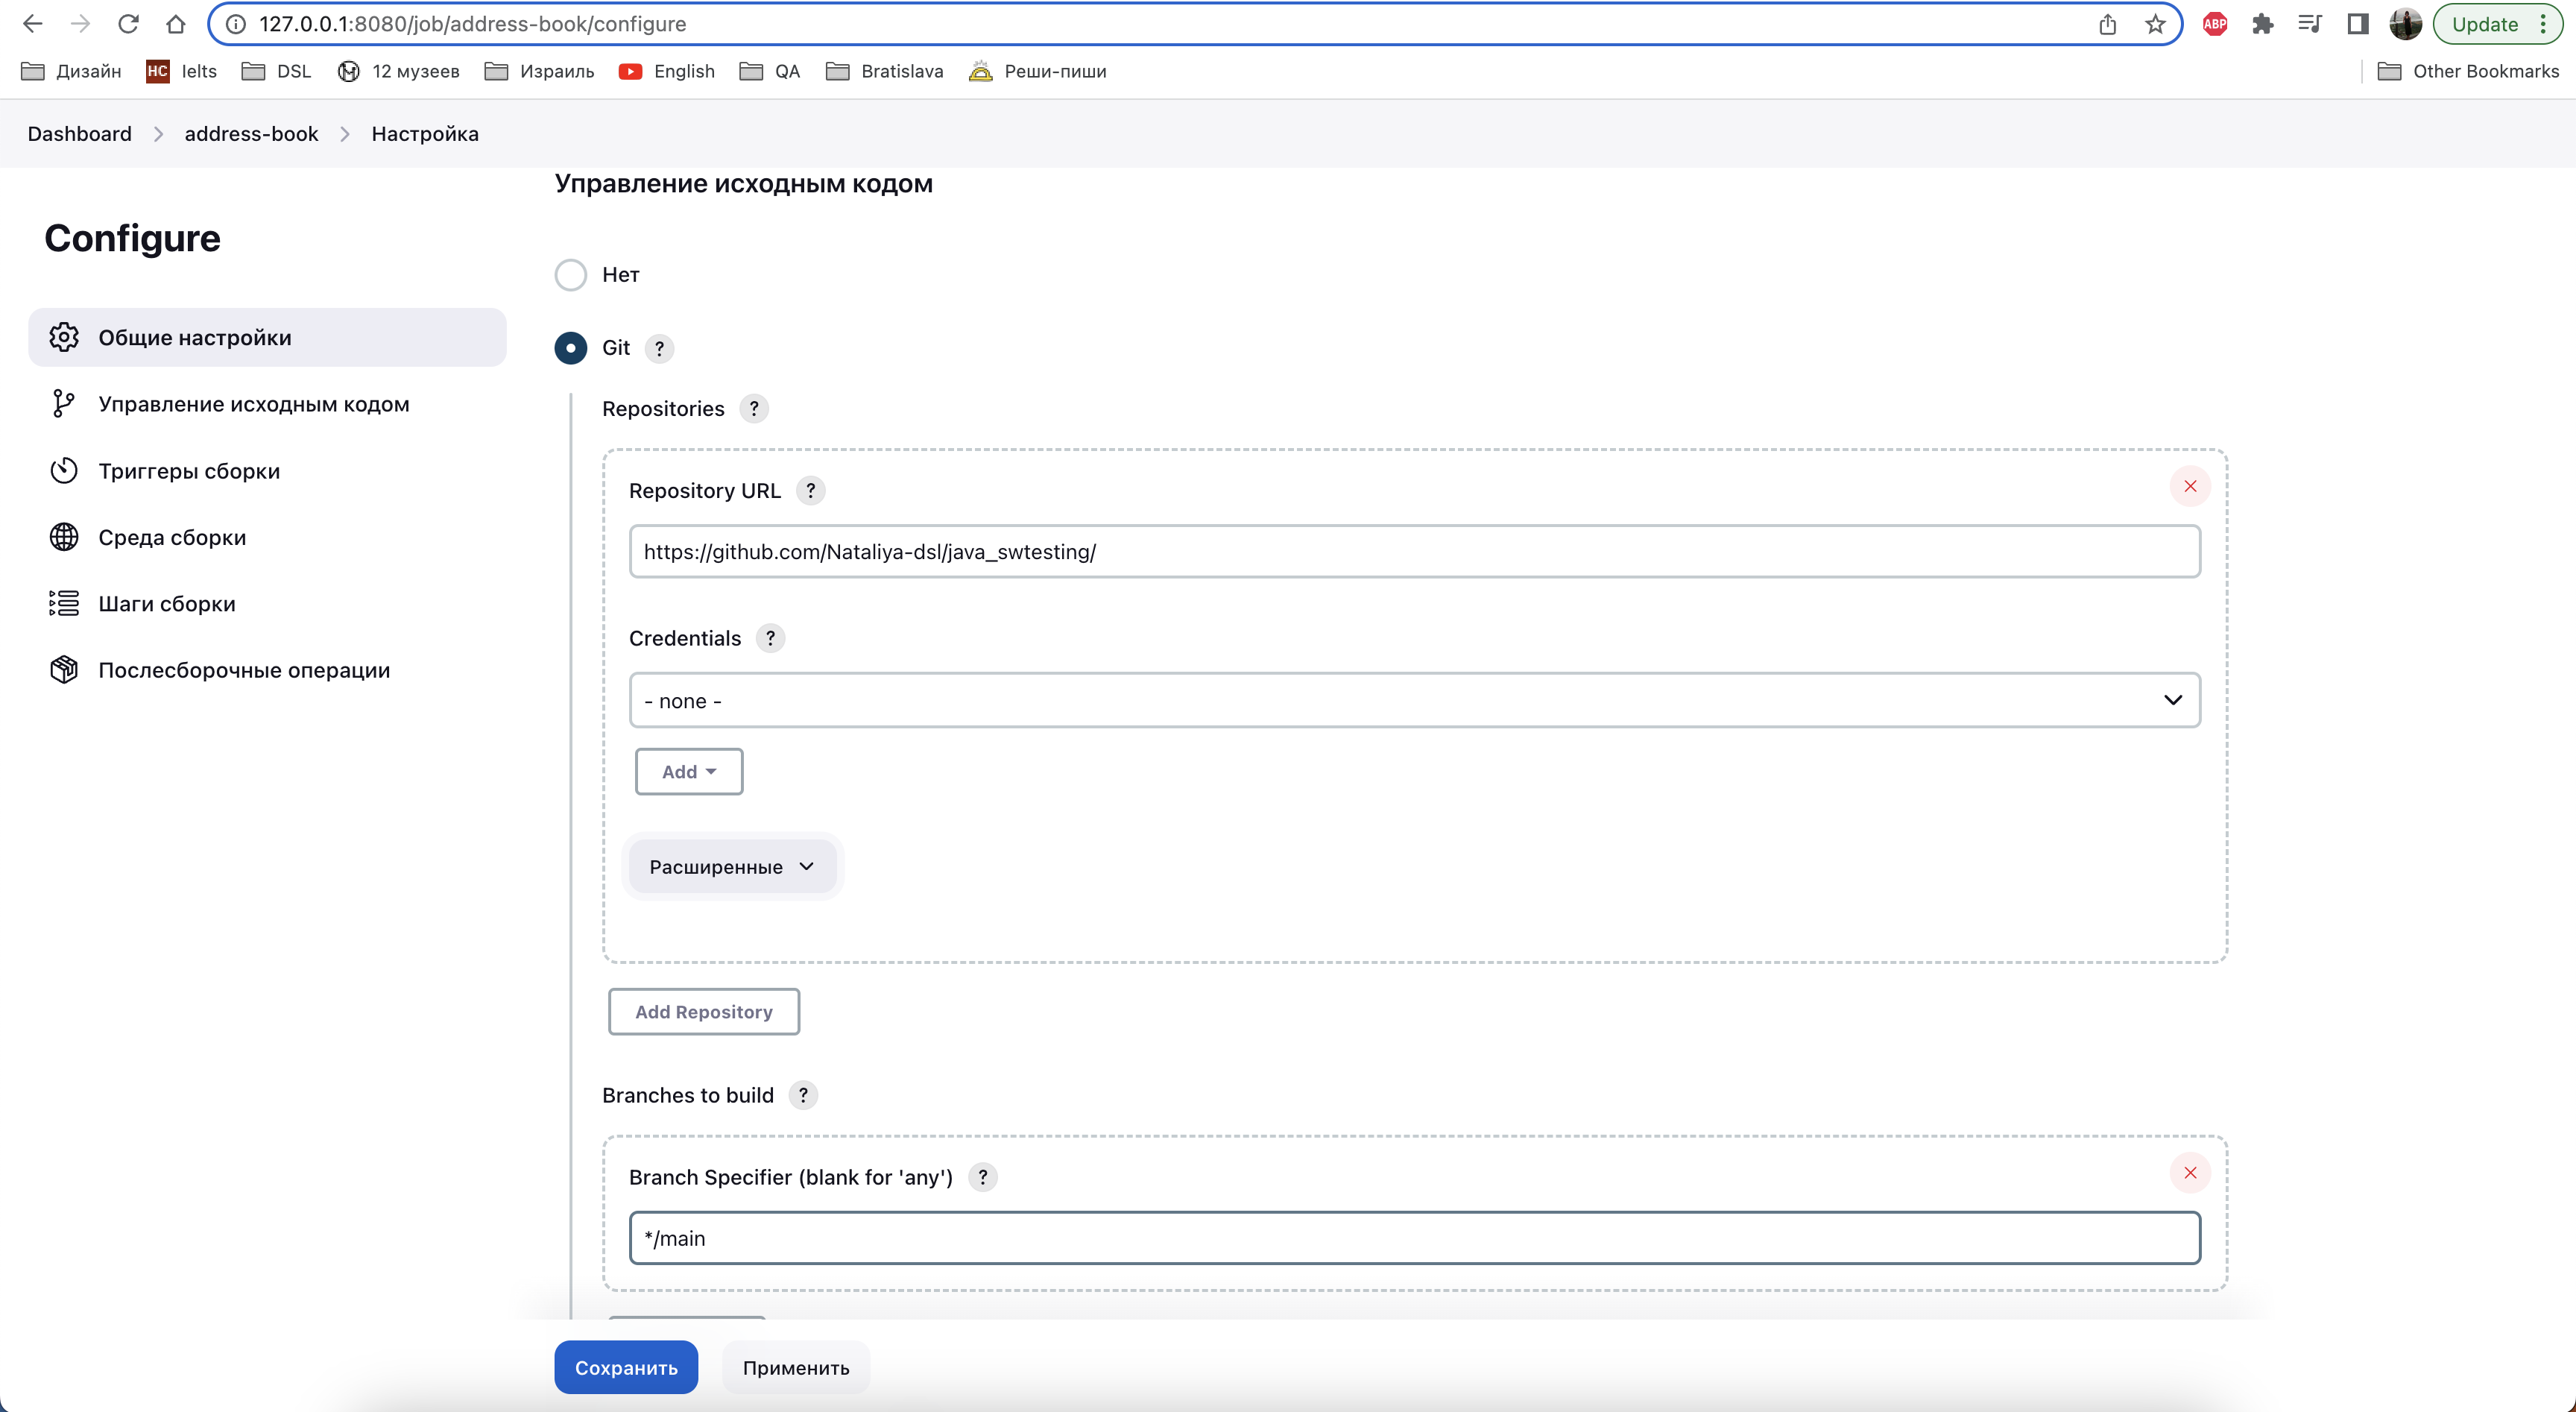 127.0.0.1:8080/job/address-book/configure
ABP
Update
Дизайн
HC Ielts
DSL
12 музеев
Израиль
English
QA
Bratislava
Реши-пиши
Other Bookmarks
Dashboard > address-book > Настройка
Configure
Общие настройки
Управление исходным кодом
Триггеры сборки
Среда сборки
Шаги сборки
Послесборочные операции
Управление исходным кодом
Нет
Git ?
Repositories ?
Repository URL ?
https://github.com/Nataliya-dsl/java_swtesting/
Credentials ?
- none -
Add
Расширенные
Add Repository
Branches to build ?
Branch Specifier (blank for 'any') ?
*/main
Сохранить
Применить